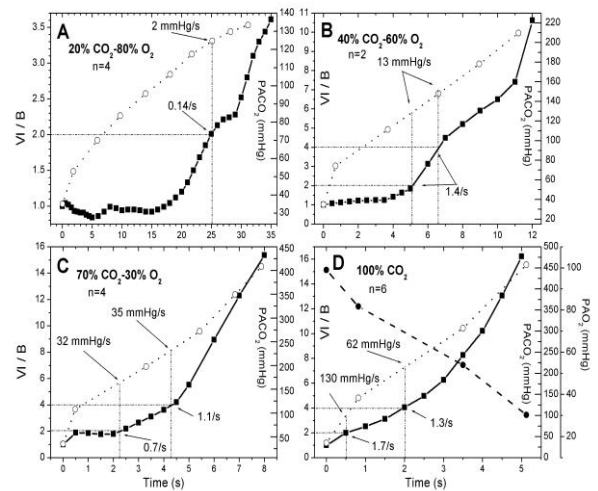 A
20% CO₂-80% O₂
n=4
2 mmHg/s
0.14/s
VI / B
3.5
3.0
2.5
2.0
1.5
1.0
140
130
120
110
100
90
80
70
60
50
40
30
PACO₂ (mmHg)
0 5 10 15 20 25 30 35
B
40% CO₂-60% O₂
n=2
13 mmHg/s
1.4/s
VI / B
10
8
6
4
2
0
220
200
180
160
140
120
100
80
60
40
PACO₂ (mmHg)
0 2 4 6 8 10 12
C
70% CO₂-30% O₂
n=4
35 mmHg/s
32 mmHg/s
1.1/s
0.7/s
VI / B
16
14
12
10
8
6
4
2
0
450
400
350
300
250
200
150
100
50
PACO₂ (mmHg)
0 1 2 3 4 5 6 7 8
Time (s)
D
100% CO₂
n=6
62 mmHg/s
130 mmHg/s
1.3/s
1.7/s
VI / B
16
14
12
10
8
6
4
2
0
500
450
400
350
300
250
200
150
100
50
0
PACO₂ (mmHg)
100
80
60
40
20
PAO₂ (mmHg)
0 1 2 3 4 5
Time (s)